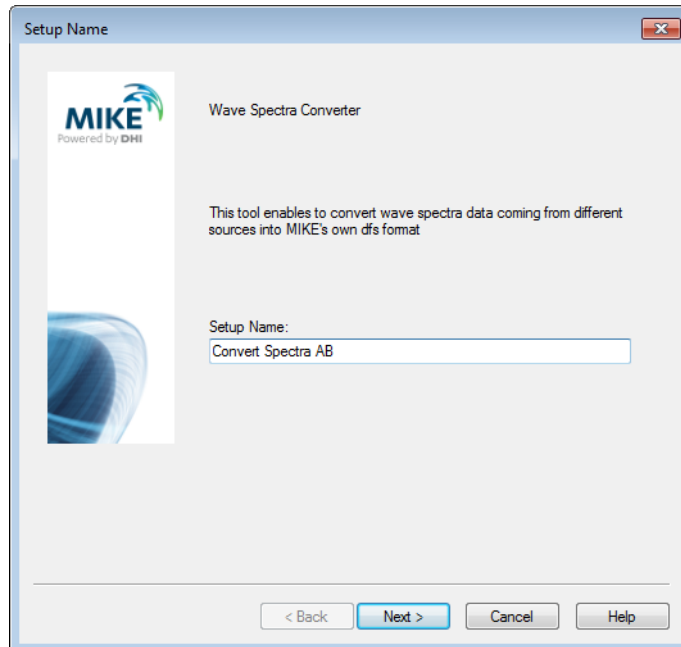 Setup Name
MIKE
Powered by DHI
Wave Spectra Converter
This tool enables to convert wave spectra data coming from different
sources into MIKE's own dfs format
Setup Name:
Convert Spectra AB
< Back
Next >
Cancel
Help